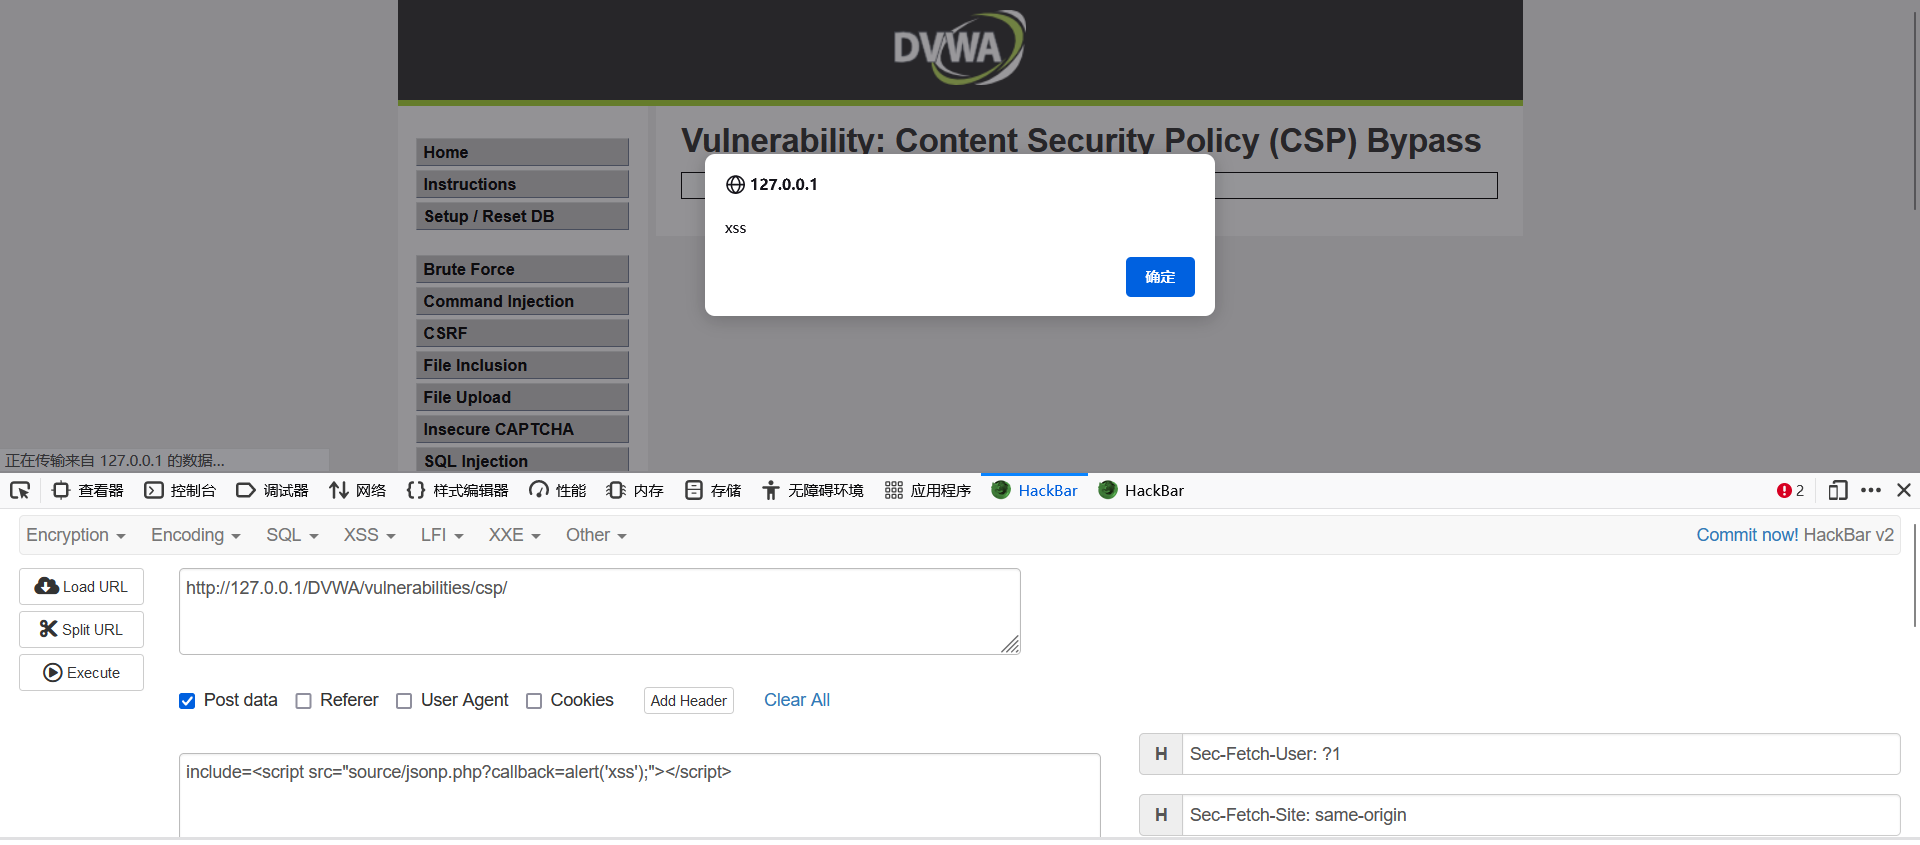 DVWA
Vulnerability: Content Security Policy (CSP) Bypass
Home
Instructions
Setup / Reset DB
Brute Force
Command Injection
CSRF
File Inclusion
File Upload
Insecure CAPTCHA
SQL Injection
127.0.0.1
xss
确定
正在传输来自 127.0.0.1 的数据...
查看器 控制台 调试器 网络 样式编辑器 性能 内存 存储 无障碍环境 应用程序 HackBar HackBar 2
Encryption Encoding SQL XSS LFI XXE Other Commit now! HackBar v2
Load URL
Split URL
Execute
http://127.0.0.1/DVWA/vulnerabilities/csp/
Post data Referer User Agent Cookies Add Header Clear All
include=<script src="source/jsonp.php?callback=alert('xss');"></script>
H Sec-Fetch-User: ?1
H Sec-Fetch-Site: same-origin